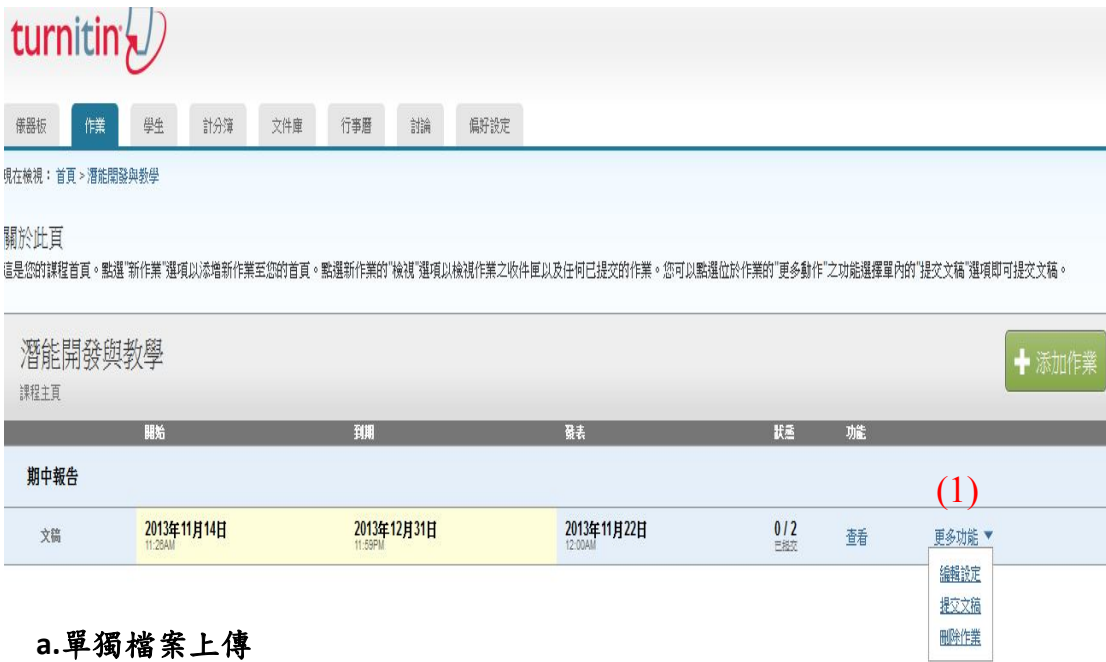 turnitin
儀器板 作業 學生 計分簿 文件庫 行事曆 討論 偏好設定
現在檢視：首頁 > 潛能開發與教學
關於此頁
這是您的課程首頁。點選"新作業"選項以添增新作業至您的首頁。點選新作業的"檢視"選項以檢視作業之收件匣以及任何已提交的作業。您可以點選位於作業的"更多動作"之功能選擇單內的"提交文稿"選項即可提交文稿。
潛能開發與教學
添加作業
課程主頁
開始 到期 發表 狀態 功能
期中報告
(1)
文稿 2013年11月14日 2013年12月31日 2013年11月22日 0 / 2 查看 更多功能 ▼
11:26AM 11:59PM 12:00AM 已提交
編輯設定
提交文稿
刪除作業
a.單獨檔案上傳